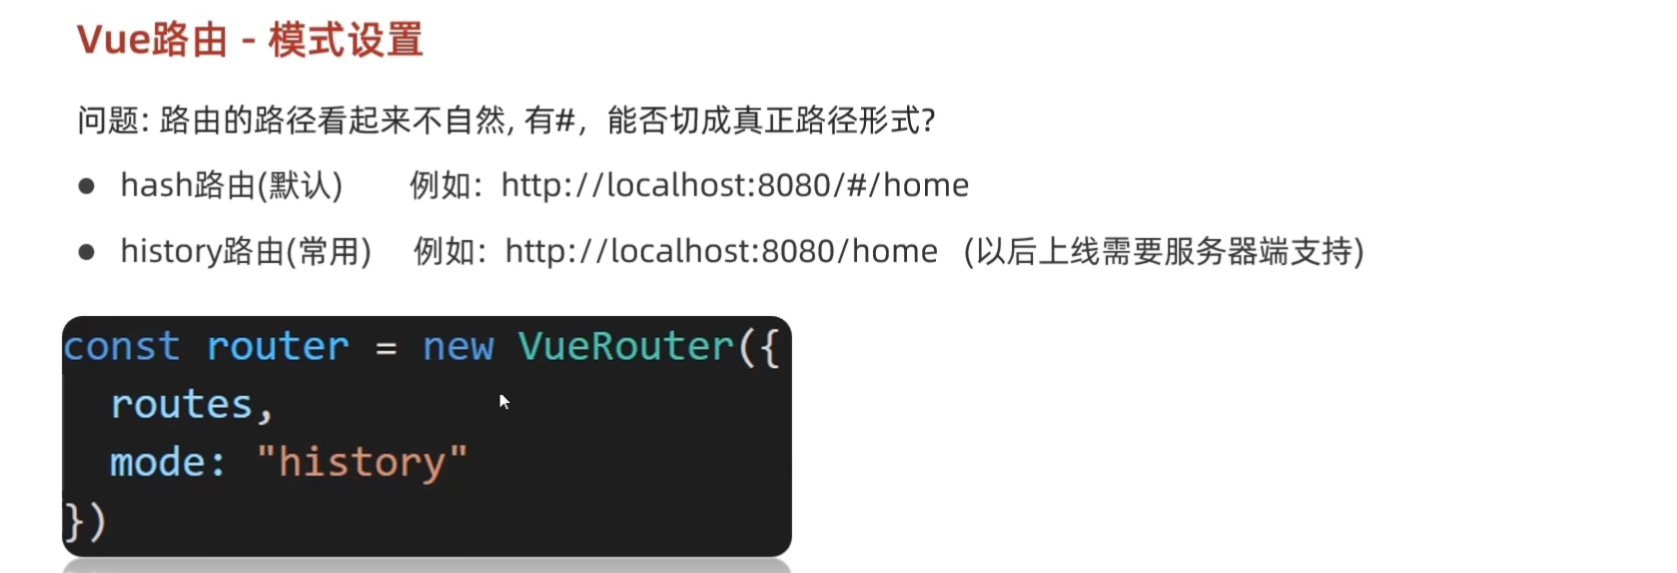 Vue路由 - 模式设置
问题: 路由的路径看起来不自然, 有#，能否切成真正路径形式?
● hash路由(默认) 例如：http://localhost:8080/#/home
● history路由(常用) 例如：http://localhost:8080/home (以后上线需要服务器端支持)
const router = new VueRouter({
  routes,
  mode: "history"
})